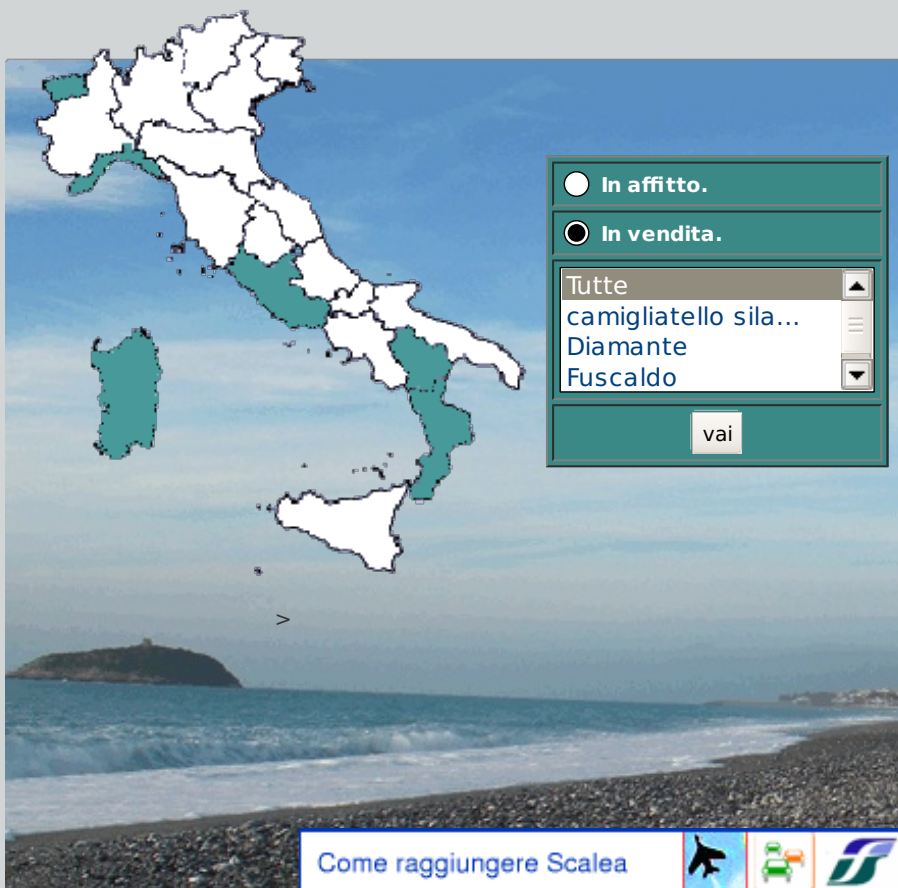 In affitto.
In vendita.
Tutte
camigliatello sila...
Diamante
Fuscaldo
vai
>
Come raggiungere Scalea